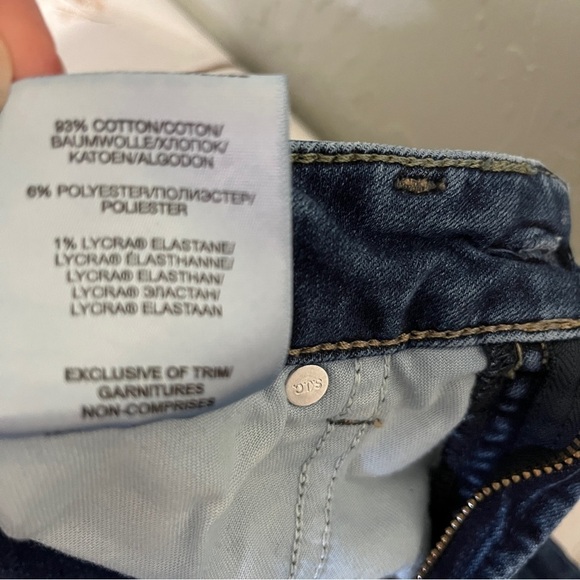 93% COTTON/COTON/
BAUMWOLLE/ХЛОПОК/
KATOEN/ALGODON
6% POLYESTER/ПОЛИЭСТЕР/
POLIESTER
1% LYCRA® ELASTANE/
LYCRA® ÉLASTHANNE/
LYCRA® ELASTHAN/
LYCRA® ЭЛАСТАН/
LYCRA® ELASTAAN
EXCLUSIVE OF TRIM/
GARNITURES
NON-COMPRISES
S.J.C.